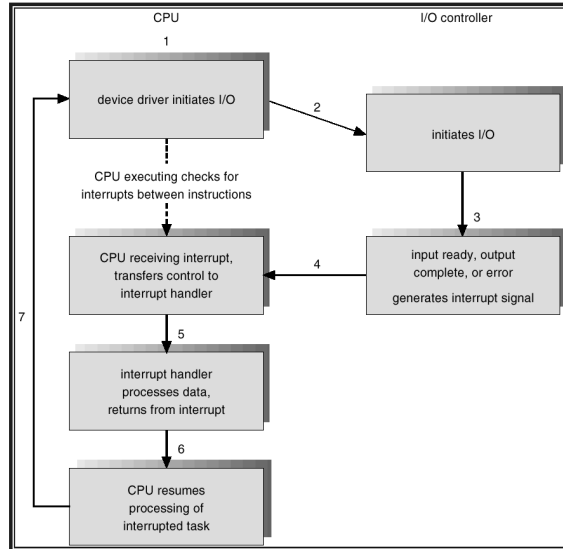 CPU
I/O controller
1
device driver initiates I/O
2
initiates I/O
CPU executing checks for
interrupts between instructions
3
CPU receiving interrupt,
transfers control to
interrupt handler
4
input ready, output
complete, or error
generates interrupt signal
7
5
interrupt handler
processes data,
returns from interrupt
6
CPU resumes
processing of
interrupted task